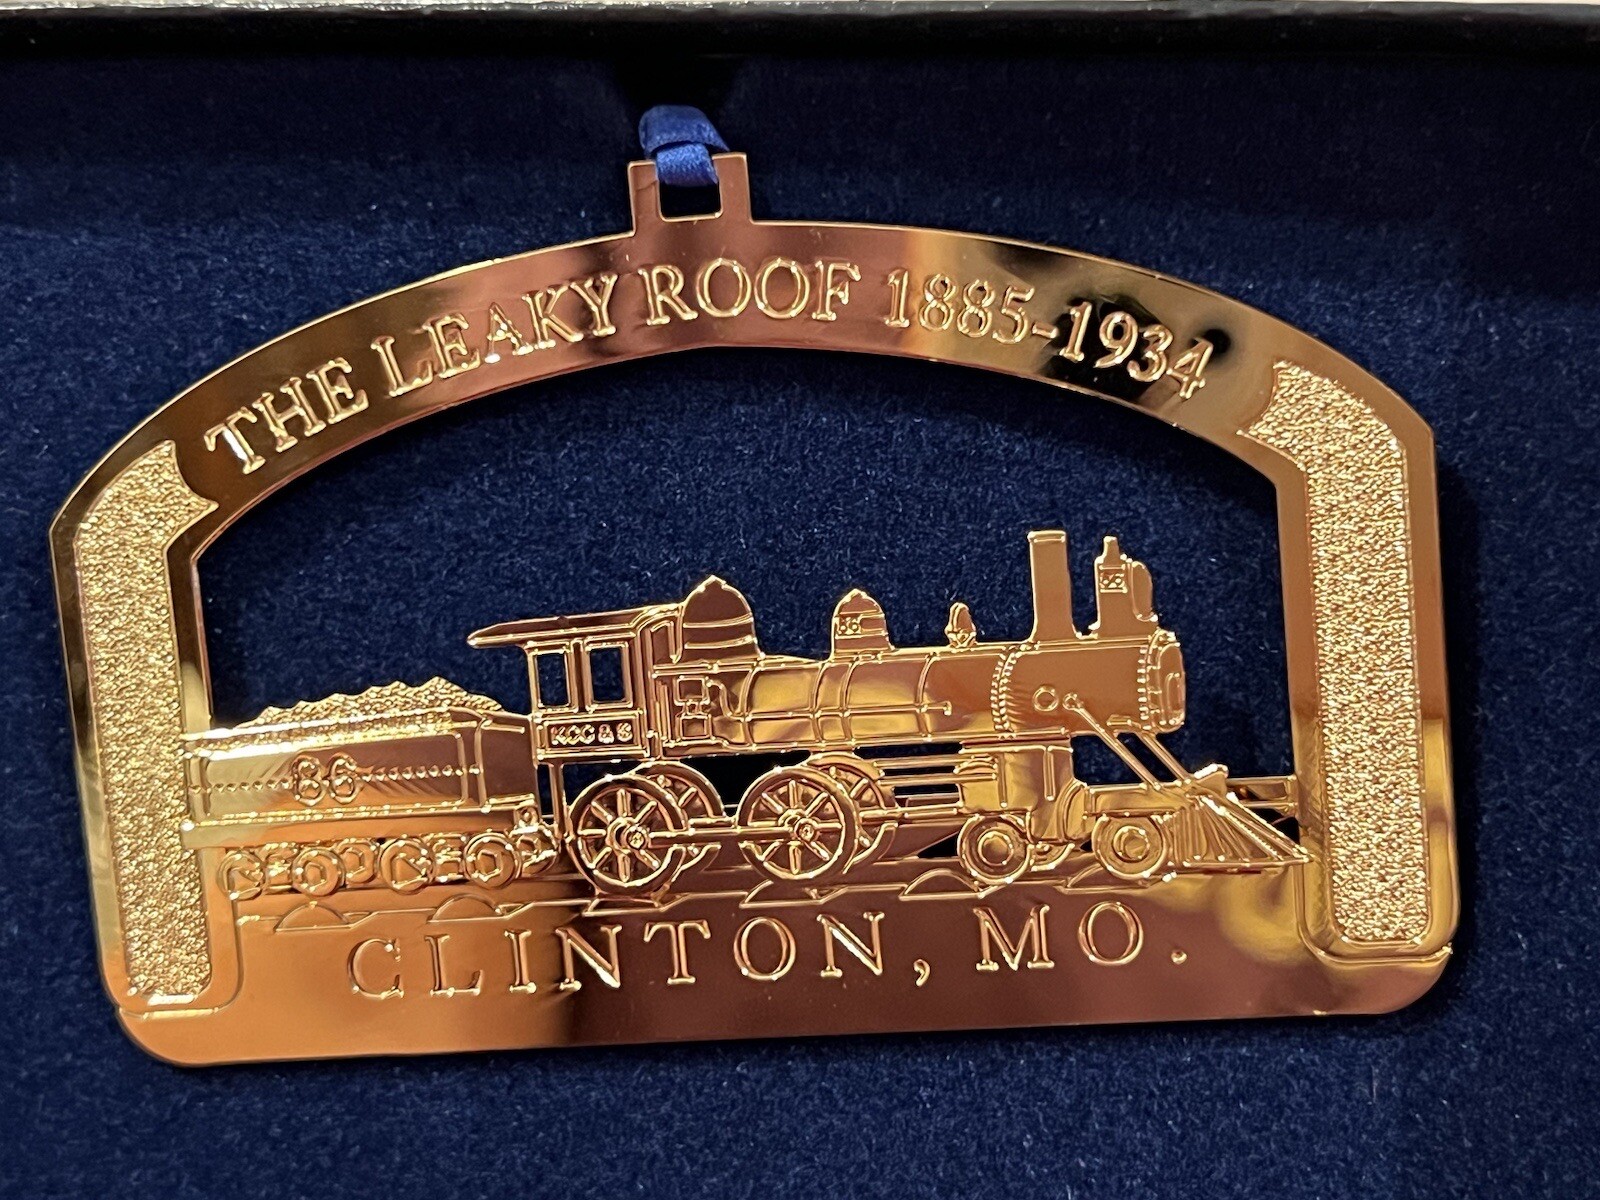 THE LEAKY ROOF 1885-1934
KCC & S
86
CLINTON, MO.